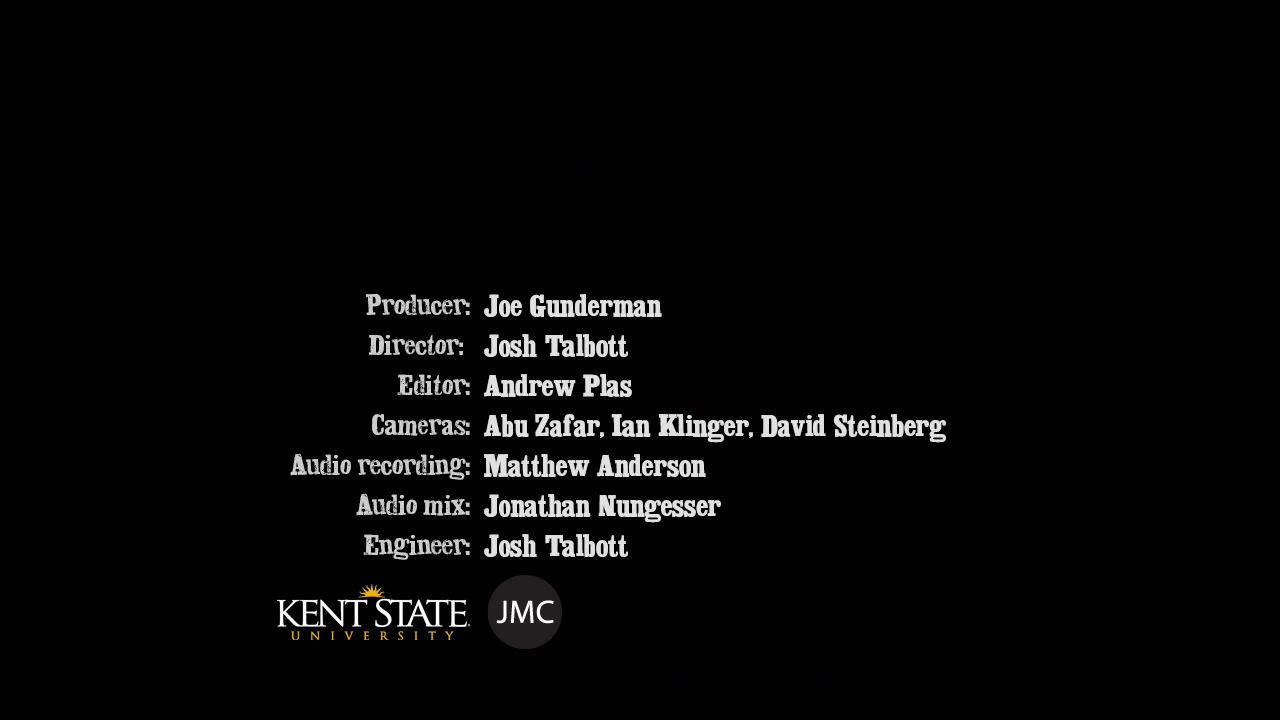 Producer: Joe Gunderman
Director: Josh Talbott
Editor: Andrew Plas
Cameras: Abu Zafar, Ian Klinger, David Steinberg
Audio recording: Matthew Anderson
Audio mix: Jonathan Nungesser
Engineer: Josh Talbott
KENT STATE JMC
UNIVERSITY